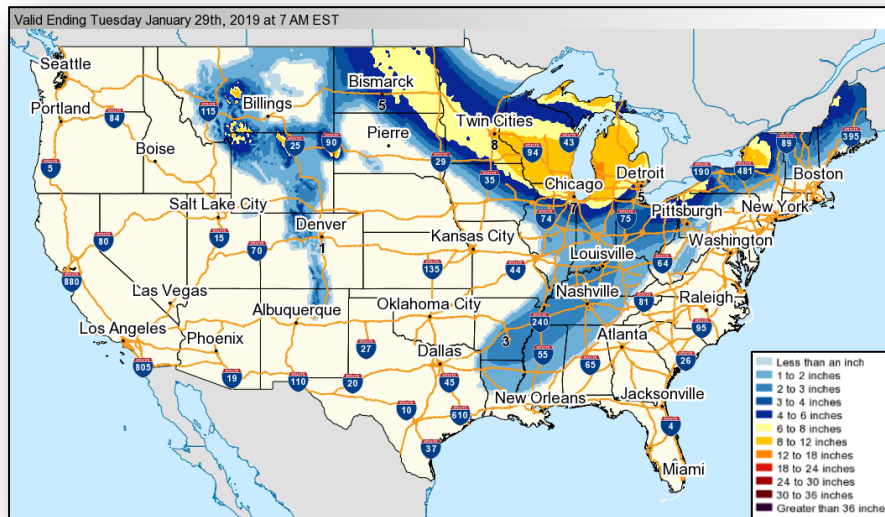 Valid Ending Tuesday January 29th, 2019 at 7 AM EST
Seattle
Portland
84
115
Billings
Bismarck
5
Twin Cities
8
Boise
25
90
Pierre
29
94
43
5
35
Chicago
7
Detroit
5
190
481
89
395
Boston
Salt Lake City
Denver
1
74
75
Pittsburgh
New York
80
15
70
Kansas City
Louisville
Washington
64
880
135
44
Las Vegas
Nashville
81
Raleigh
Albuquerque
Oklahoma City
240
95
Los Angeles
Phoenix
27
3
55
Atlanta
805
19
110
20
Dallas
45
65
26
10
610
New Orleans
Jacksonville
37
4
Miami
Less than an inch
1 to 2 inches
2 to 3 inches
3 to 4 inches
4 to 6 inches
6 to 8 inches
8 to 12 inches
12 to 18 inches
18 to 24 inches
24 to 30 inches
30 to 36 inches
Greater than 36 inche